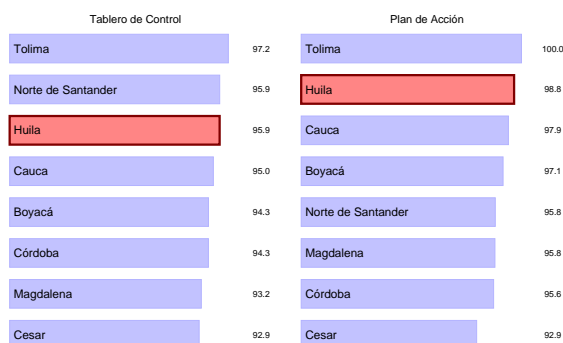 Tablero de Control
Tolima 97.2
Norte de Santander 95.9
Huila 95.9
Cauca 95.0
Boyacá 94.3
Córdoba 94.3
Magdalena 93.2
Cesar 92.9
Plan de Acción
Tolima 100.0
Huila 98.8
Cauca 97.9
Boyacá 97.1
Norte de Santander 95.8
Magdalena 95.8
Córdoba 95.6
Cesar 92.9